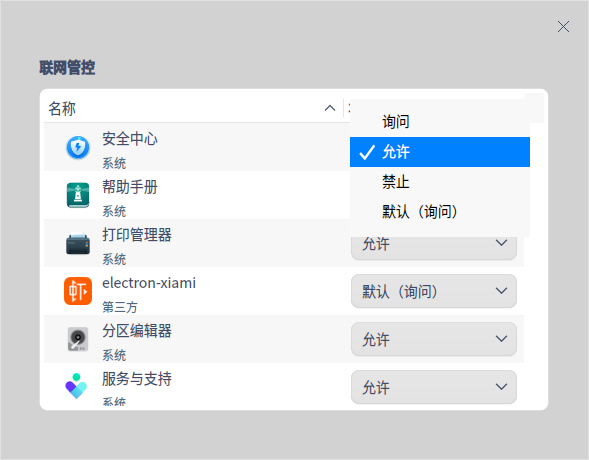 联网管控
名称
询问
允许
禁止
默认（询问）
安全中心
系统
帮助手册
系统
打印管理器
系统
允许
electron-xiami
第三方
默认（询问）
分区编辑器
系统
允许
服务与支持
系统
允许